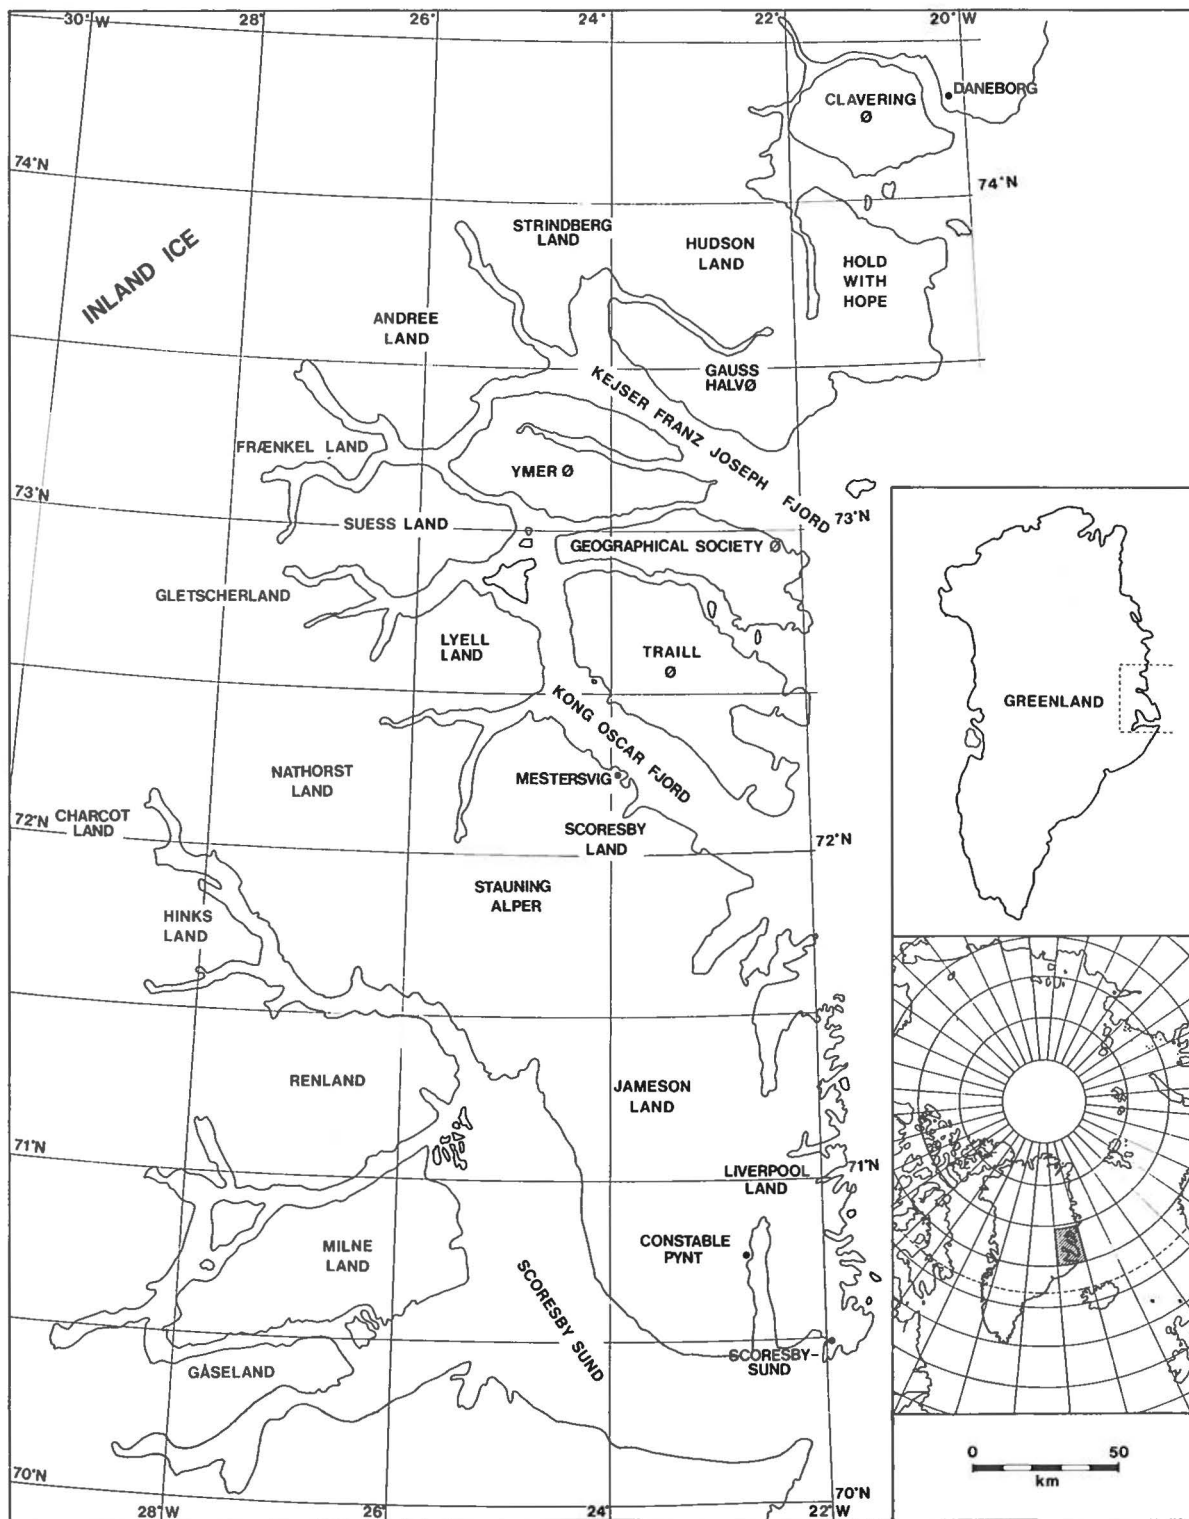 30°W
28°
26°
24°
22°
20°W
DANEBORG
CLAVERING
Ø
74°N
74°N
STRINDBERG
LAND
HUDSON
LAND
HOLD
WITH
HOPE
INLAND ICE
ANDREE
LAND
GAUSS
HALVØ
KEJSER FRANZ JOSEPH FJORD
FRÆNKEL LAND
YMER Ø
73°N
73°N
SUESS LAND
GEOGRAPHICAL SOCIETY Ø
GLETSCHERLAND
LYELL
LAND
TRAILL
Ø
KONG OSCAR FJORD
GREENLAND
NATHORST
LAND
MESTERSVIG
CHARCOT
LAND
72°N
SCORESBY
LAND
72°N
STAUNING
ALPER
HINKS
LAND
RENLAND
JAMESON
LAND
71°N
LIVERPOOL
LAND
71°N
MILNE
LAND
CONSTABLE
PYNT
SCORESBY SUND
GÅSELAND
SCORESBY-
SUND
0
50
km
70°N
70°N
28°W
26°
24°
22°W